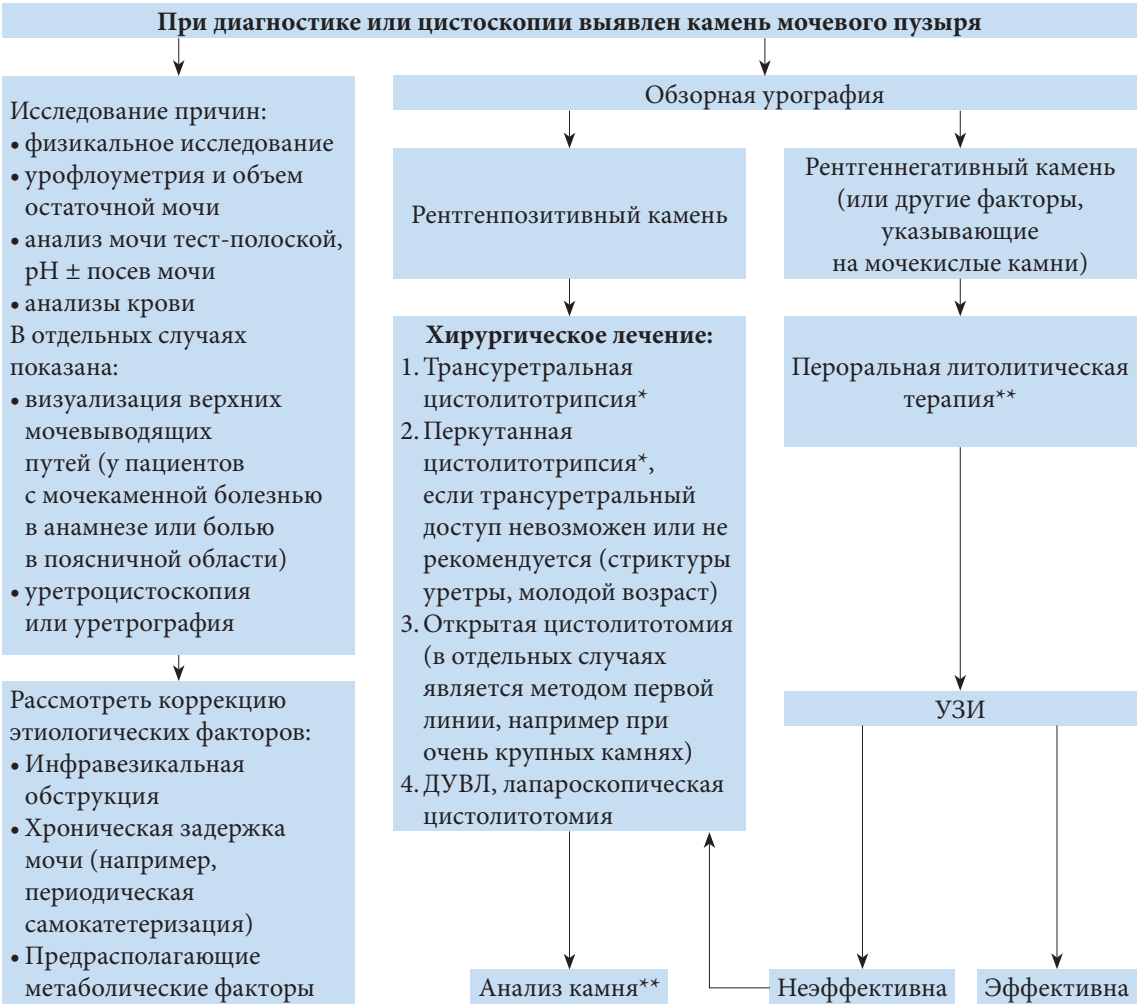 При диагностике или цистоскопии выявлен камень мочевого пузыря
Исследование причин:
• физикальное исследование
• урофлоуметрия и объем
остаточной мочи
• анализ мочи тест-полоской,
pH ± посев мочи
• анализы крови
В отдельных случаях
показана:
• визуализация верхних
мочевыводящих
путей (у пациентов
с мочекаменной болезнью
в анамнезе или болью
в поясничной области)
• уретроцистоскопия
или уретрография
Рассмотреть коррекцию
этиологических факторов:
• Инфравезикальная
обструкция
• Хроническая задержка
мочи (например,
периодическая
самокатетеризация)
• Предрасполагающие
метаболические факторы
Обзорная урография
Рентгенпозитивный камень
Хирургическое лечение:
1. Трансуретральная
цистолитотрипсия*
2. Перкутанная
цистолитотрипсия*,
если трансуретральный
доступ невозможен или не
рекомендуется (стриктуры
уретры, молодой возраст)
3. Открытая цистолитотомия
(в отдельных случаях
является методом первой
линии, например при
очень крупных камнях)
4. ДУВЛ, лапароскопическая
цистолитотомия
Анализ камня**
Рентгеннегативный камень
(или другие факторы,
указывающие
на мочекислые камни)
Пероральная литолитическая
терапия**
УЗИ
Неэффективна
Эффективна